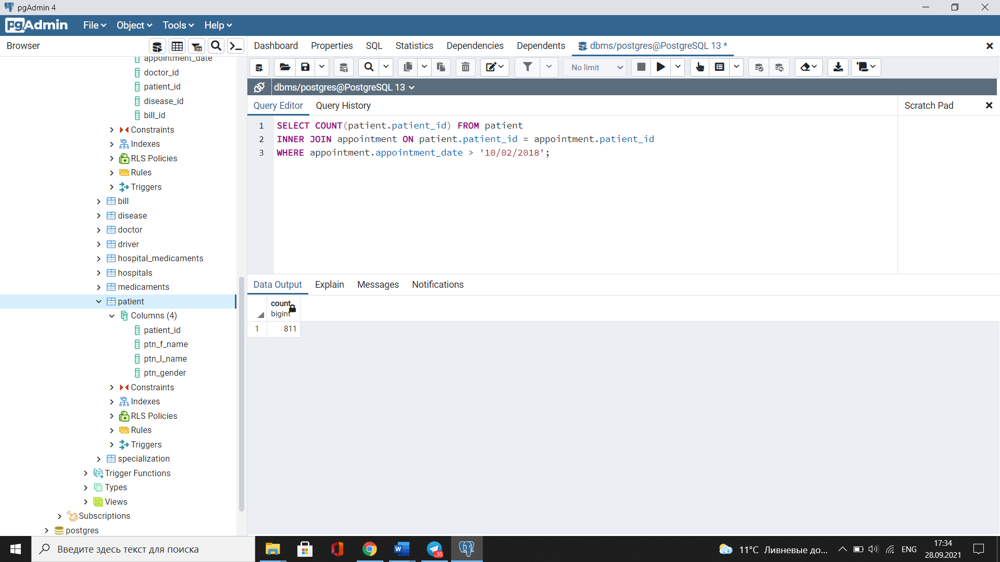 pgAdmin 4
pgAdmin File Object Tools Help
Browser
Dashboard Properties SQL Statistics Dependencies Dependents dbms/postgres@PostgreSQL 13 *
No limit
dbms/postgres@PostgreSQL 13
Query Editor Query History
Scratch Pad
1 SELECT COUNT(patient.patient_id) FROM patient
2 INNER JOIN appointment ON patient.patient_id = appointment.patient_id
3 WHERE appointment.appointment_date > '10/02/2018';
Data Output Explain Messages Notifications
count
bigint
1 811
appointment_date
doctor_id
patient_id
disease_id
bill_id
Constraints
Indexes
RLS Policies
Rules
Triggers
bill
disease
doctor
driver
hospital_medicaments
hospitals
medicaments
patient
Columns (4)
patient_id
ptn_f_name
ptn_l_name
ptn_gender
Constraints
Indexes
RLS Policies
Rules
Triggers
specialization
Trigger Functions
Types
Views
Subscriptions
postgres
Введите здесь текст для поиска
..35
11°C Ливневые до...
ENG
17:34
28.09.2021